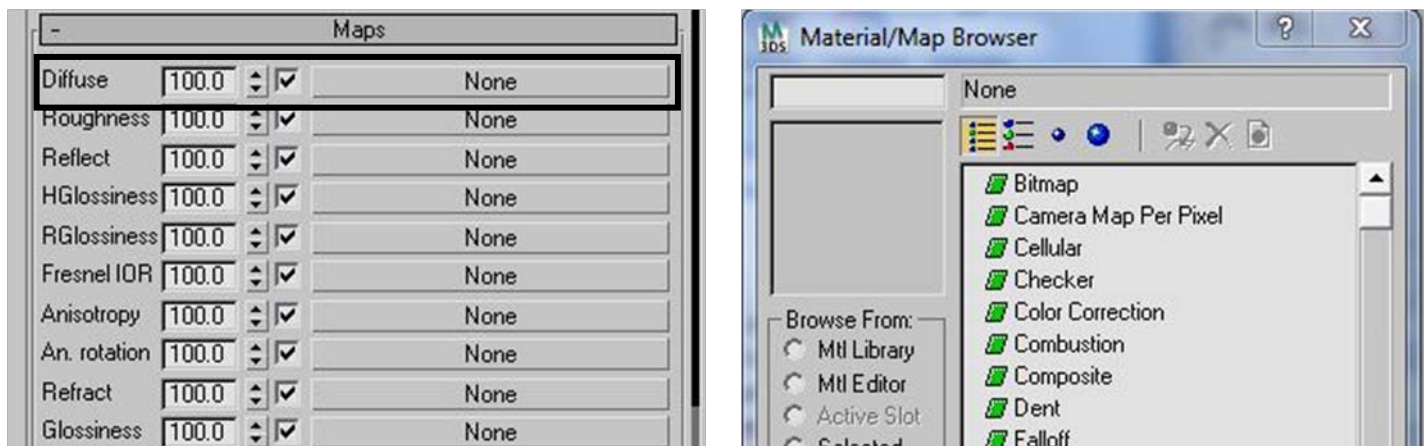 - Maps
Diffuse 100.0 None
Roughness 100.0 None
Reflect 100.0 None
HGlossiness 100.0 None
RGlossiness 100.0 None
Fresnel IOR 100.0 None
Anisotropy 100.0 None
An. rotation 100.0 None
Refract 100.0 None
Glossiness 100.0 None
M 3DS Material/Map Browser ?
None
Bitmap
Camera Map Per Pixel
Cellular
Checker
Color Correction
Combustion
Composite
Dent
Falloff
Browse From:
Mtl Library
Mtl Editor
Active Slot
Selected